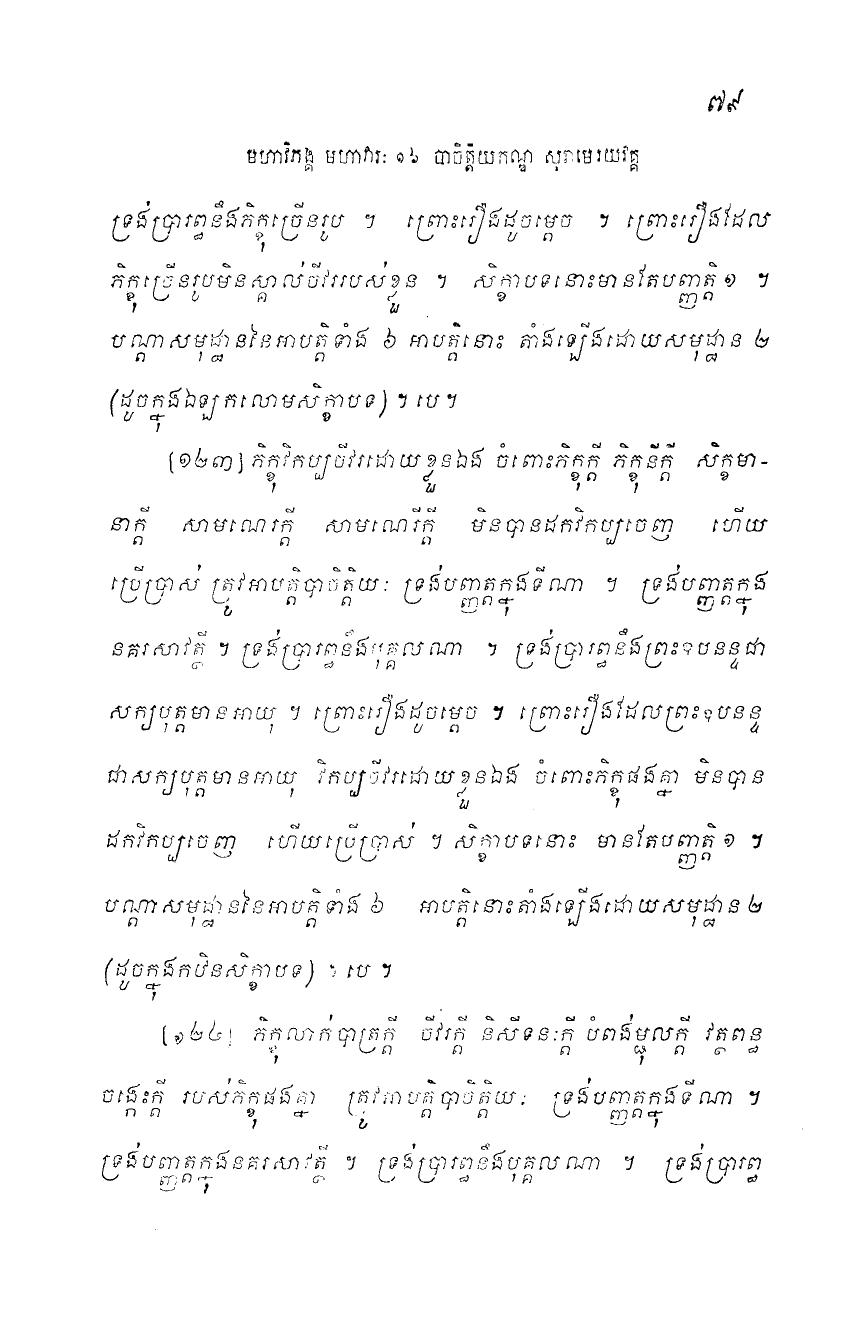 ៧៩
មហាវិភង្គ មហាវារៈ ១៦ បាចិត្តិយកណ្ឌ សុរាមេរយវគ្គ
ទ្រង់ប្រារព្ធនឹងភិក្ខុច្រើនរូប ។ ព្រោះរឿងដូចម្តេច ។ ព្រោះរឿងដែល
ភិក្ខុច្រើនរូបមិនស្គាល់ចីវររបស់ខ្លួន ។ សិក្ខាបទនោះមានតែបញ្ញត្តិ ១ ។
បណ្តាសមុដ្ឋាននៃអាបត្តិទាំង ៦ អាបត្តិនោះ តាំងឡើងដោយសមុដ្ឋាន ២
(ដូចក្នុងឯឡកលោមសិក្ខាបទ) ។ បេ ។
[១២៣] ភិក្ខុវិកប្បចីវរដោយខ្លួនឯង ចំពោះភិក្ខុក្តី ភិក្ខុនីក្តី សិក្ខមា-
នាក្តី សាមណេរក្តី សាមណេរីក្តី មិនបានដកវិកប្បចេញ ហើយ
ប្រើប្រាស់ ត្រូវអាបត្តិបាចិត្តិយៈ ទ្រង់បញ្ញត្តក្នុងទីណា ។ ទ្រង់បញ្ញត្តក្នុង
នគរសាវត្ថី ។ ទ្រង់ប្រារព្ធនឹងបុគ្គលណា ។ ទ្រង់ប្រារព្ធនឹងព្រះឧបនន្ទជា
សក្យបុត្តមានអាយុ ។ ព្រោះរឿងដូចម្តេច ។ ព្រោះរឿងដែលព្រះឧបនន្ទ
ជាសក្យបុត្តមានអាយុ វិកប្បចីវរដោយខ្លួនឯង ចំពោះភិក្ខុផងគ្នា មិនបាន
ដកវិកប្បចេញ ហើយប្រើប្រាស់ ។ សិក្ខាបទនោះ មានតែបញ្ញត្តិ ១ ។
បណ្តាសមុដ្ឋាននៃអាបត្តិទាំង ៦ អាបត្តិនោះតាំងឡើងដោយសមុដ្ឋាន ២
(ដូចក្នុងកឋិនសិក្ខាបទ) ។ បេ ។
[១២៤] ភិក្ខុលាក់បាត្រក្តី ចីវរក្តី និសីទនៈក្តី បំពង់ម្ជុលក្តី វត្ថពន្ធ
ចង្កេះក្តី របស់ភិក្ខុផងគ្នា ត្រូវអាបត្តិបាចិត្តិយៈ ទ្រង់បញ្ញត្តក្នុងទីណា ។
ទ្រង់បញ្ញត្តក្នុងនគរសាវត្ថី ។ ទ្រង់ប្រារព្ធនឹងបុគ្គលណា ។ ទ្រង់ប្រារព្ធ